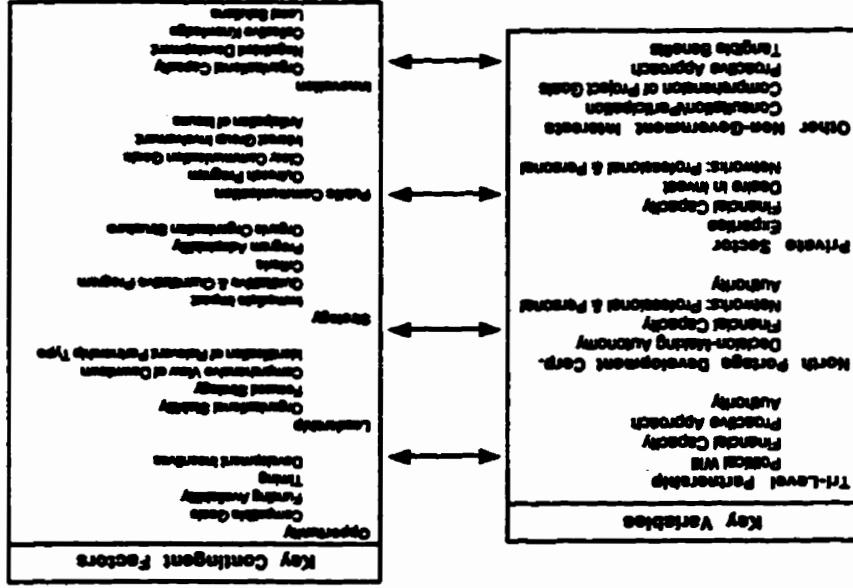 Key Variables
Tri-Level Partnership
Political Will
Financial Capacity
Proactive Approach
Authority
North Portage Development Corp.
Decision-Making Autonomy
Financial Capacity
Networks: Professional & Personal
Authority
Private Sector
Expertise
Financial Capacity
Desire to Invest
Networks: Professional & Personal
Other Non-Government Interests
Consultation/Participation
Comprehension of Project Goals
Proactive Approach
Tangible Benefits
Key Contingent Factors
Opportunity
Compatible Goals
Funding Availability
Timing
Development Incentives
Leadership
Organizational Stability
Focused Strategy
Comprehensive View of Downtown
Identification of Relevant Partnership Type
Strategy
Immediate Impact
Qualitative & Quantitative Program
Criteria
Program Adaptability
Organic Organization Structure
Public Communication
Outreach Program
Clear Communication Goals
Interest Group Involvement
Anticipation of Issues
Innovation
Organizational Capacity
Negotiated Development
Collective Knowledge
Local Solutions